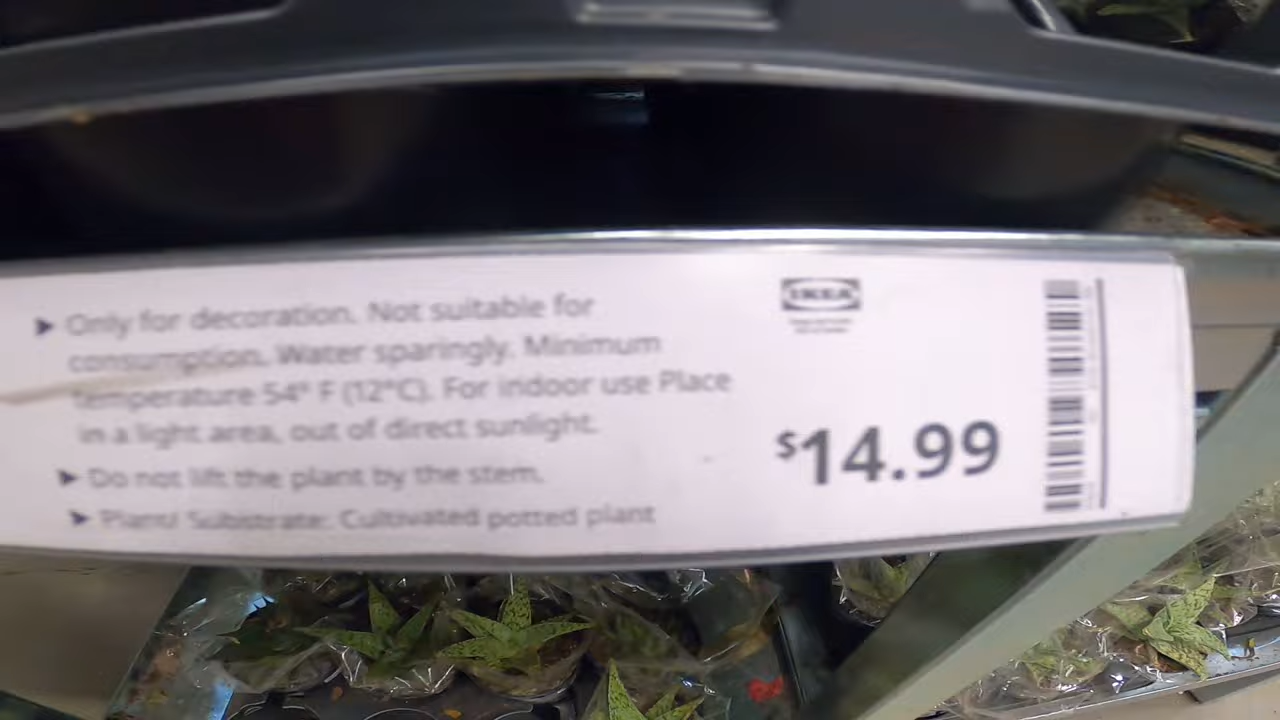 Only for decoration. Not suitable for
consumption. Water sparingly. Minimum
temperature 54° F (12°C). For indoor use Place
in a light area, out of direct sunlight.
Do not lift the plant by the stem.
Plant/ Substrate: Cultivated potted plant
IKEA
$14.99